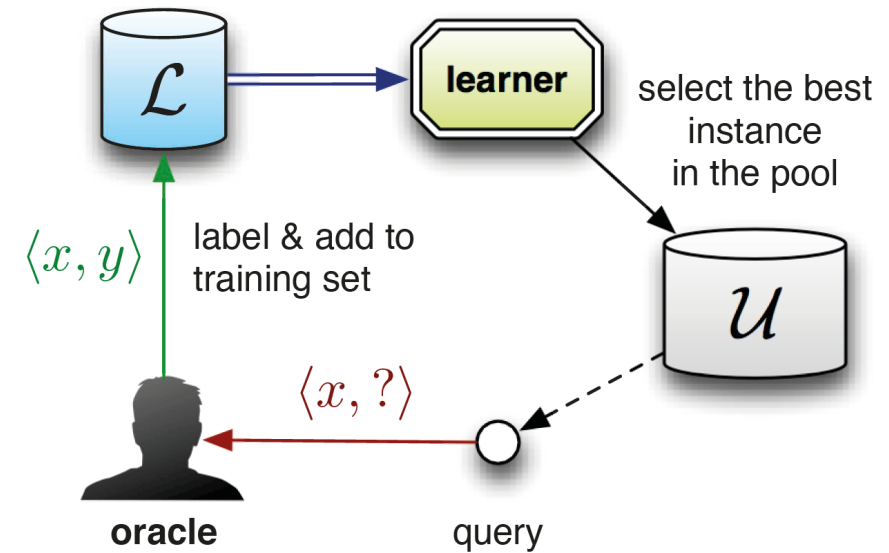 ℒ
learner
select the best
instance
in the pool
⟨x, y⟩
label & add to
training set
𝒰
⟨x, ?⟩
oracle
query